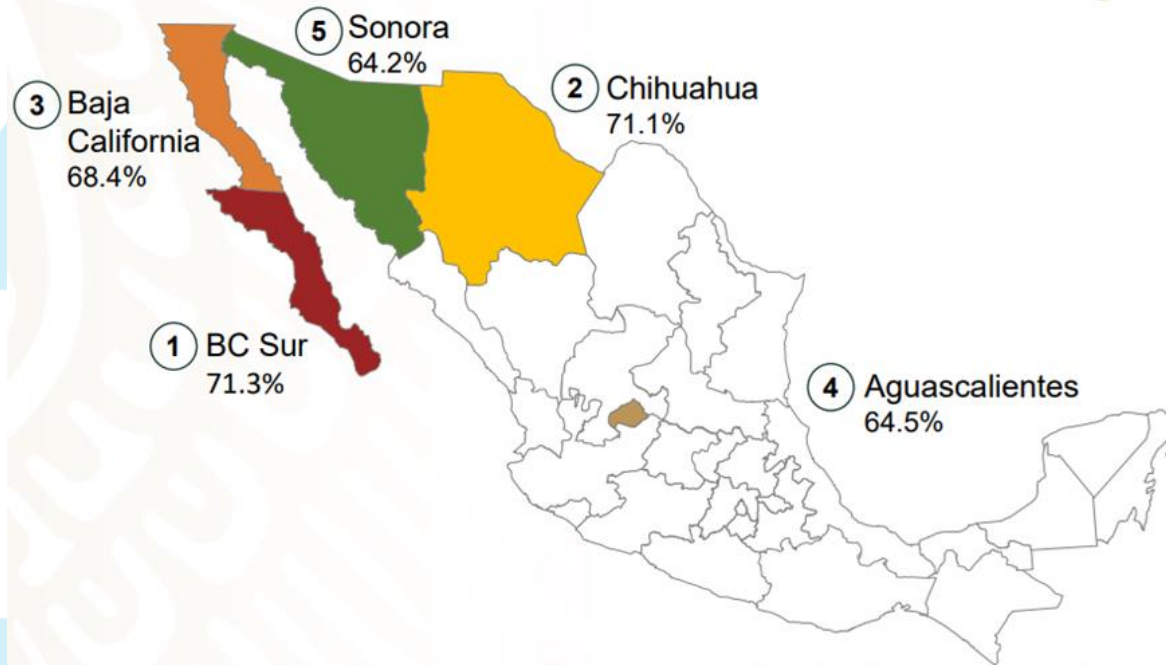 5 Sonora
64.2%
3 Baja
California
68.4%
2 Chihuahua
71.1%
1 BC Sur
71.3%
4 Aguascalientes
64.5%